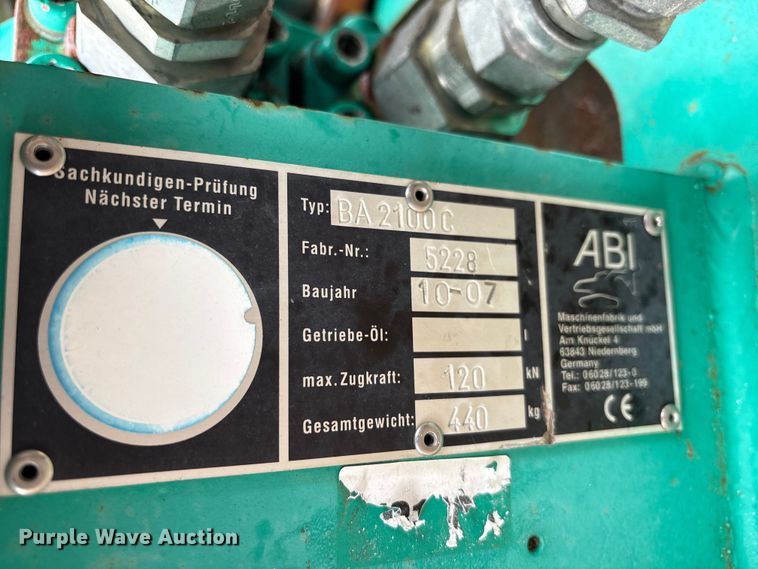 Sachkundigen-Prüfung
Nächster Termin
Typ: BA 2100 C
Fabr.-Nr.: 5228
Baujahr 10-07
Getriebe-Öl: l
max. Zugkraft: 120 kN
Gesamtgewicht: 440 kg
ABI
Maschinenfabrik und
Vertriebsgesellschaft mbH
Am Knückel 4
63843 Niedernberg
Germany
Tel.: 06028/123-0
Fax: 06028/123-199
CE
Purple Wave Auction